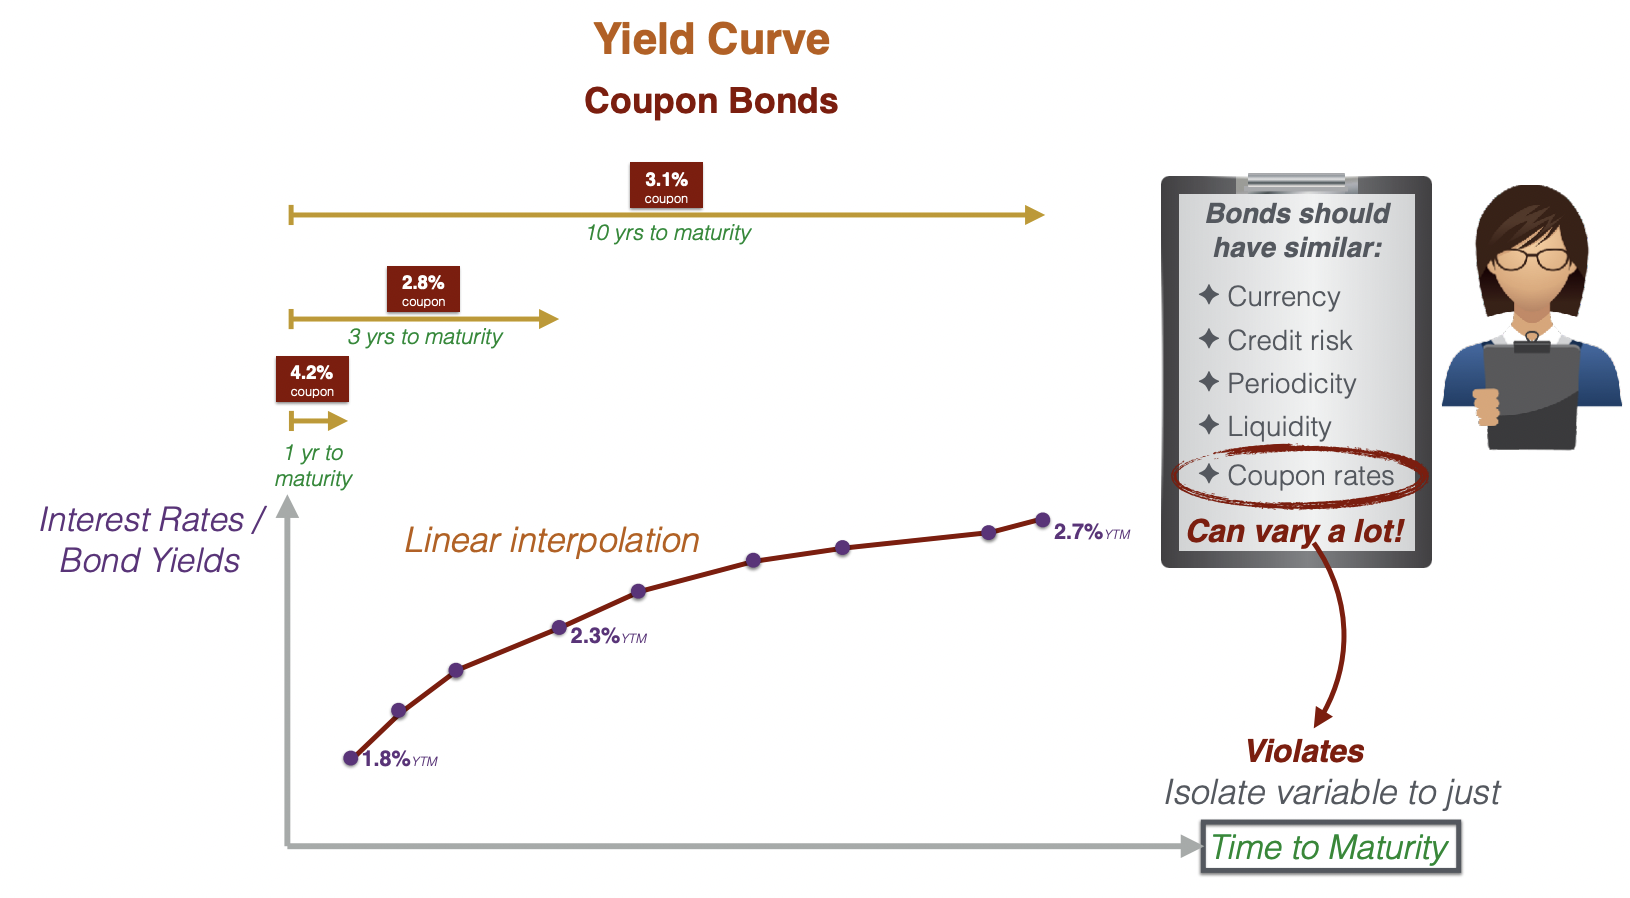 Yield Curve
Coupon Bonds
3.1%
coupon
10 yrs to maturity
2.8%
coupon
3 yrs to maturity
4.2%
coupon
1 yr to
maturity
Interest Rates /
Bond Yields
Linear interpolation
2.7%YTM
2.3%YTM
1.8%YTM
Bonds should
have similar:
Currency
Credit risk
Periodicity
Liquidity
Coupon rates
Can vary a lot!
Violates
Isolate variable to just
Time to Maturity